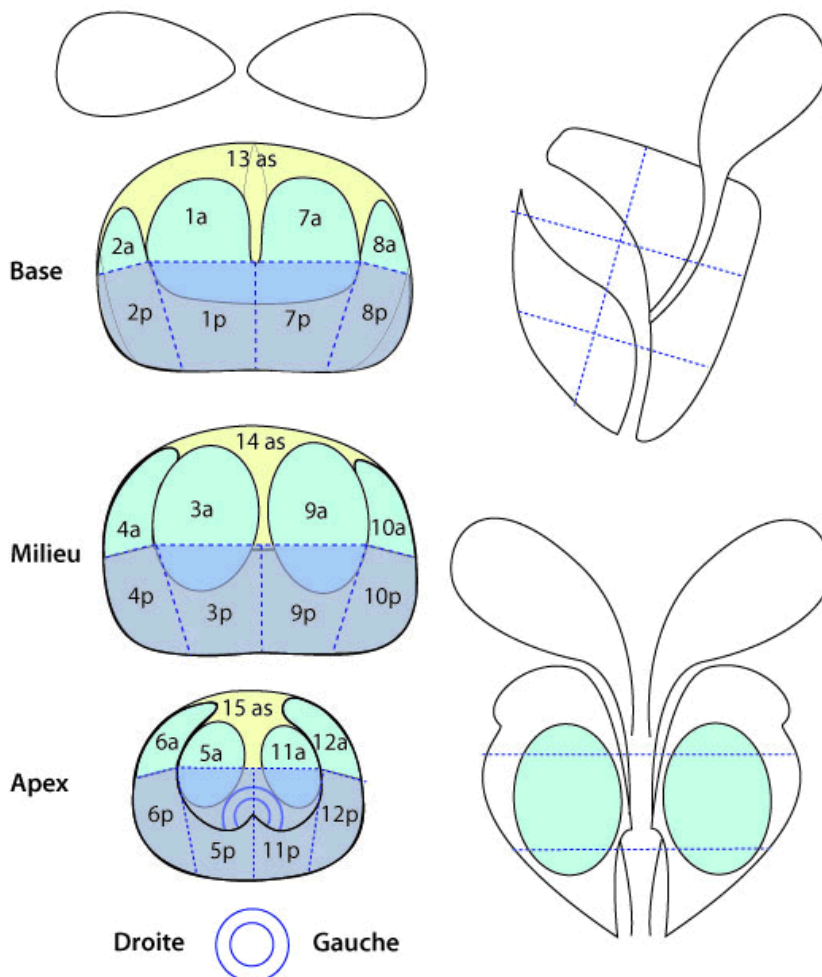 13 as
1a 7a
2a 8a
Base
2p 1p 7p 8p
14 as
3a 9a
4a 10a
Milieu
4p 3p 9p 10p
15 as
6a 5a 11a 12a
Apex
6p 12p
5p 11p
Droite Gauche